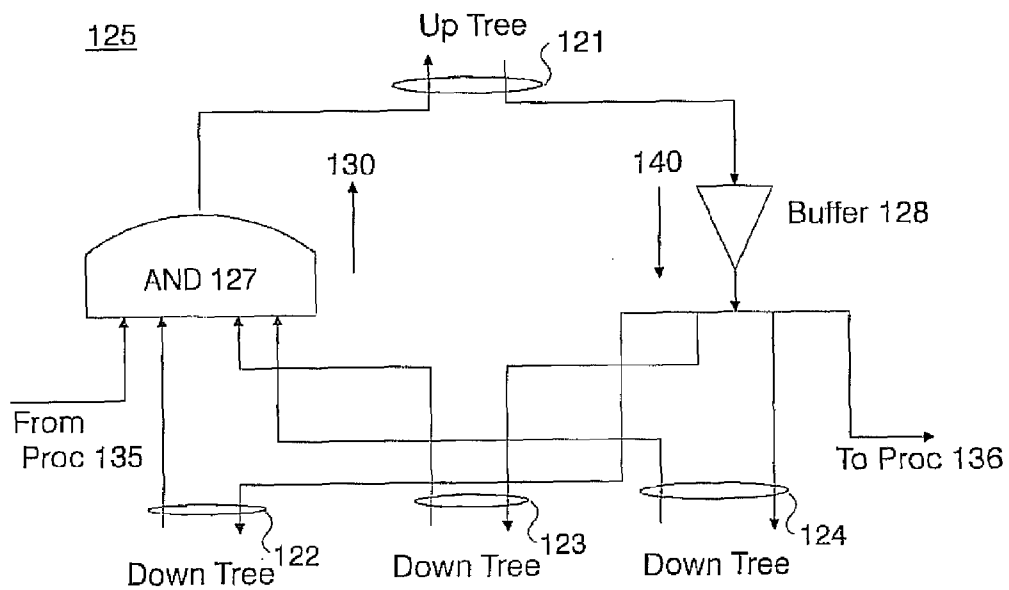 125
Up Tree
121
130
140
Buffer 128
AND 127
From
Proc 135
To Proc 136
122
123
124
Down Tree
Down Tree
Down Tree